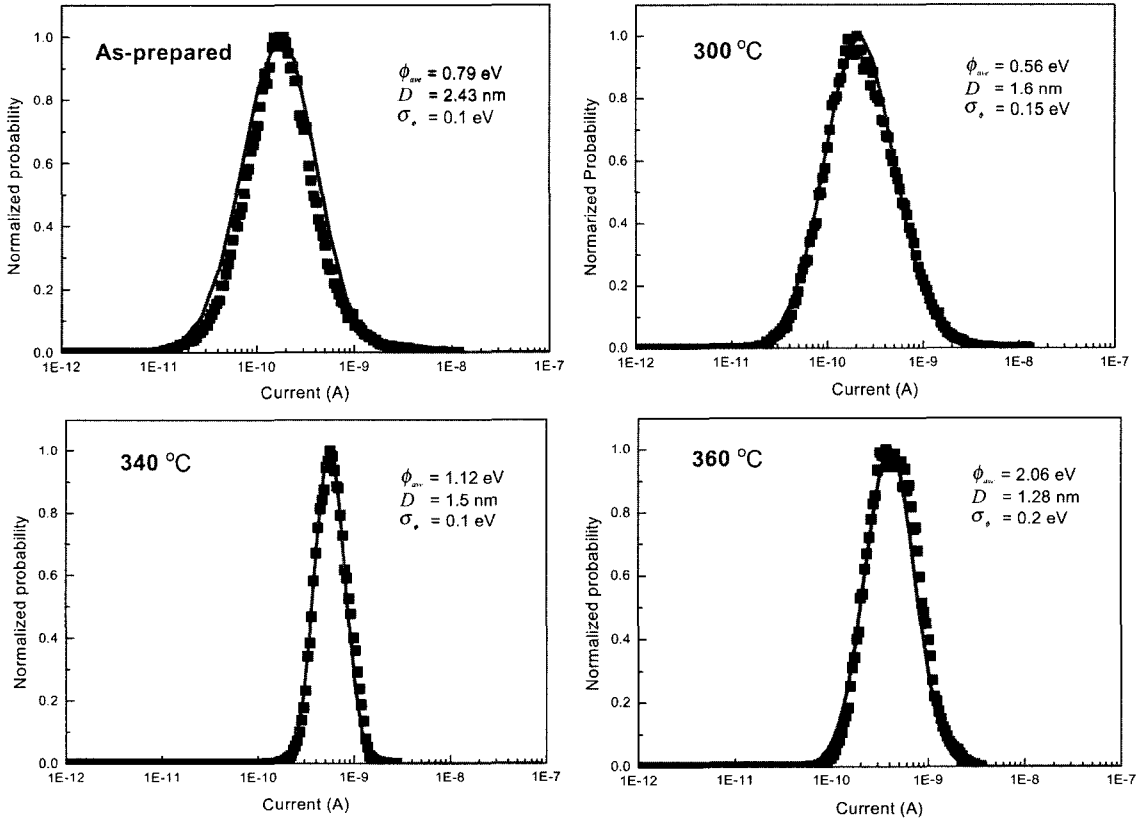 As-prepared
ϕave = 0.79 eV
D = 2.43 nm
σϕ = 0.1 eV
Normalized probability
1.0
0.8
0.6
0.4
0.2
0.0
1E-12 1E-11 1E-10 1E-9 1E-8 1E-7
Current (A)
300 °C
ϕave = 0.56 eV
D = 1.6 nm
σϕ = 0.15 eV
Normarized Probability
1.0
0.8
0.6
0.4
0.2
0.0
1E-12 1E-11 1E-10 1E-9 1E-8 1E-7
Current (A)
340 °C
ϕave = 1.12 eV
D = 1.5 nm
σϕ = 0.1 eV
Normalized probability
1.0
0.8
0.6
0.4
0.2
0.0
1E-12 1E-11 1E-10 1E-9 1E-8 1E-7
Current (A)
360 °C
ϕave = 2.06 eV
D = 1.28 nm
σϕ = 0.2 eV
Normalized probability
1.0
0.8
0.6
0.4
0.2
0.0
1E-12 1E-11 1E-10 1E-9 1E-8 1E-7
Current (A)